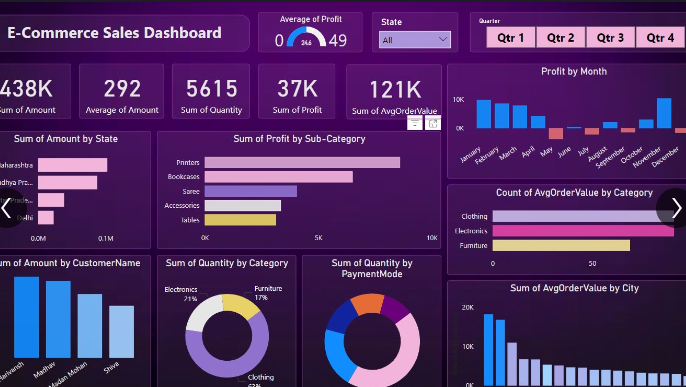 E-Commerce Sales Dashboard
Average of Profit
0 24.6 49
State
All
Quarter
Qtr 1 Qtr 2 Qtr 3 Qtr 4
438K
Sum of Amount
292
Average of Amount
5615
Sum of Quantity
37K
Sum of Profit
121K
Sum of AvgOrderValue
Profit by Month
10K
0K
January February March April May June July August September October November December
Sum of Amount by State
aharashtra
adhya Pra...
Delhi
0.0M 0.1M
Sum of Profit by Sub-Category
Printers
Bookcases
Saree
Accessories
Tables
0K 5K 10K
Count of AvgOrderValue by Category
Clothing
Electronics
Furniture
0 50
um of Amount by CustomerName
Harivansh Madhav Madan Mohan Shiva
Sum of Quantity by Category
Electronics
21%
Furniture
17%
Clothing
Sum of Quantity by
PaymentMode
Sum of AvgOrderValue by City
20K
10K
0K